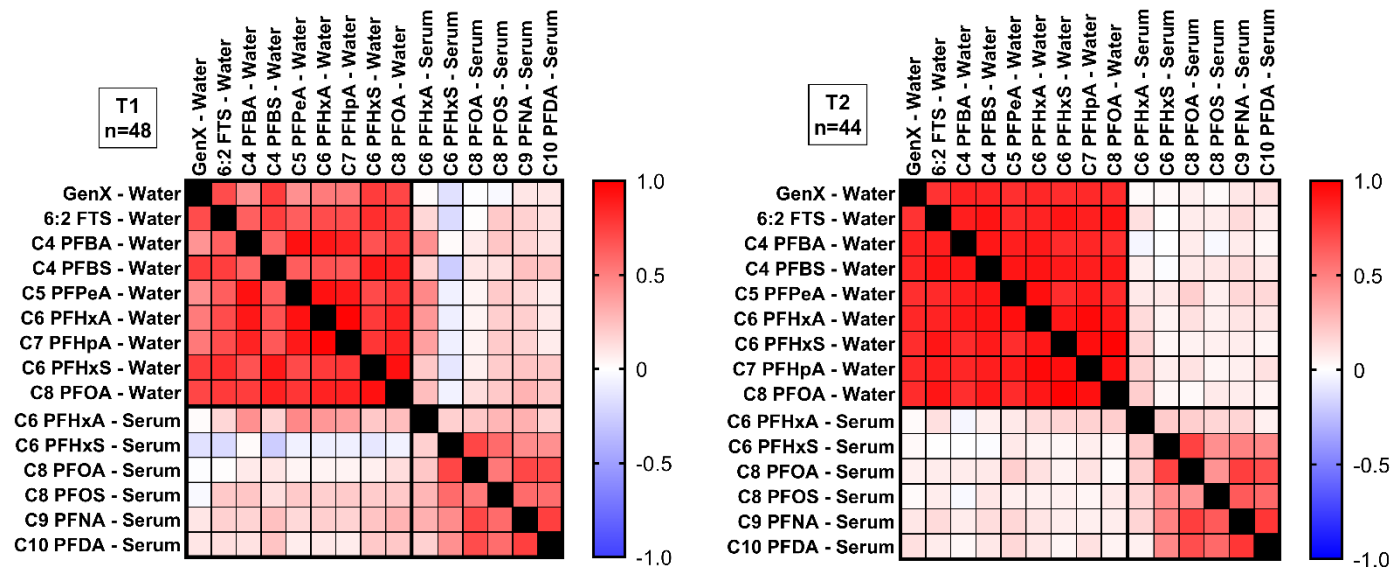 T1
n=48
GenX - Water
6:2 FTS - Water
C4 PFBA - Water
C4 PFBS - Water
C5 PFPeA - Water
C6 PFHxA - Water
C7 PFHpA - Water
C6 PFHxS - Water
C8 PFOA - Water
C6 PFHxA - Serum
C6 PFHxS - Serum
C8 PFOA - Serum
C8 PFOS - Serum
C9 PFNA - Serum
C10 PFDA - Serum
GenX - Water
6:2 FTS - Water
C4 PFBA - Water
C4 PFBS - Water
C5 PFPeA - Water
C6 PFHxA - Water
C7 PFHpA - Water
C6 PFHxS - Water
C8 PFOA - Water
C6 PFHxA - Serum
C6 PFHxS - Serum
C8 PFOA - Serum
C8 PFOS - Serum
C9 PFNA - Serum
C10 PFDA - Serum
1.0
0.5
0
-0.5
-1.0
T2
n=44
GenX - Water
6:2 FTS - Water
C4 PFBA - Water
C4 PFBS - Water
C5 PFPeA - Water
C6 PFHxA - Water
C6 PFHxS - Water
C7 PFHpA - Water
C8 PFOA - Water
C6 PFHxA - Serum
C6 PFHxS - Serum
C8 PFOA - Serum
C8 PFOS - Serum
C9 PFNA - Serum
C10 PFDA - Serum
GenX - Water
6:2 FTS - Water
C4 PFBA - Water
C4 PFBS - Water
C5 PFPeA - Water
C6 PFHxA - Water
C6 PFHxS - Water
C7 PFHpA - Water
C8 PFOA - Water
C6 PFHxA - Serum
C6 PFHxS - Serum
C8 PFOA - Serum
C8 PFOS - Serum
C9 PFNA - Serum
C10 PFDA - Serum
1.0
0.5
0
-0.5
-1.0